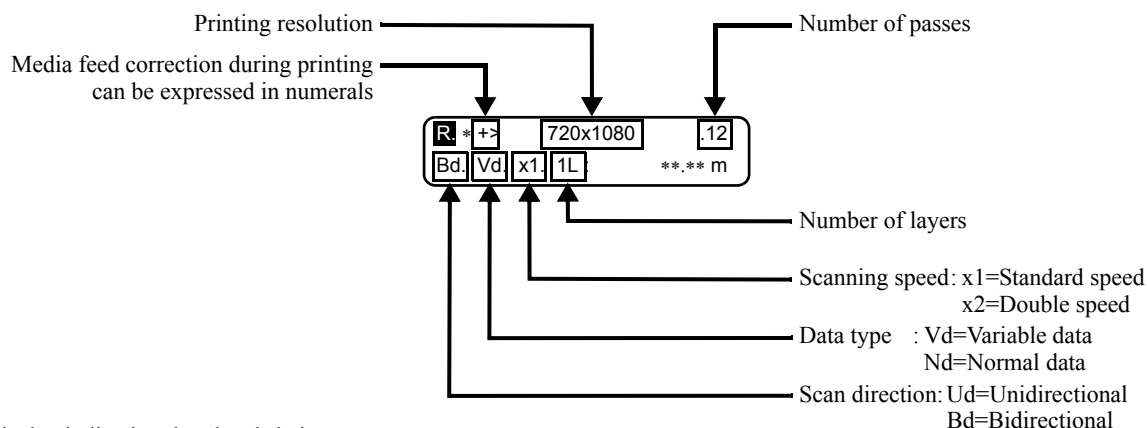 Printing resolution
Number of passes
Media feed correction during printing
can be expressed in numerals
R. * +> 720x1080 .12
Bd. Vd. x1. 1L : **.** m
Number of layers
Scanning speed: x1=Standard speed
x2=Double speed
Data type : Vd=Variable data
Nd=Normal data
Scan direction: Ud=Unidirectional
Bd=Bidirectional